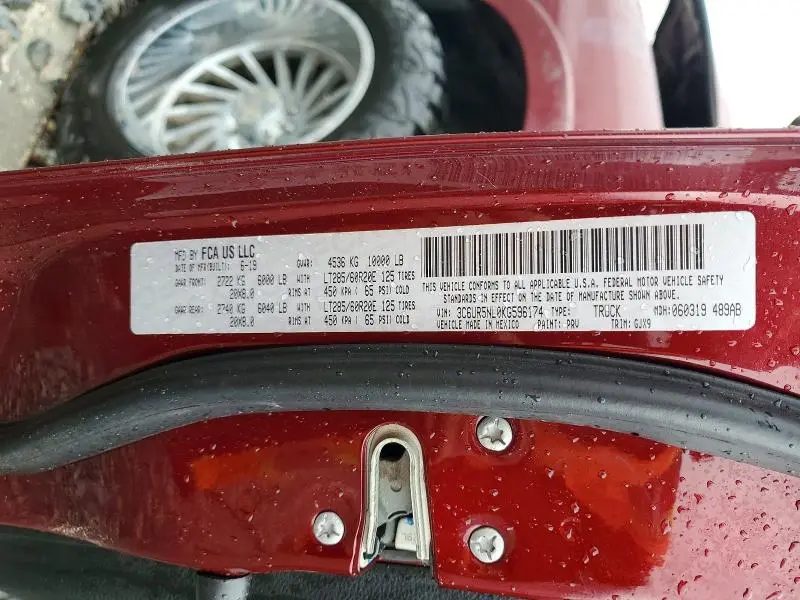 MFD BY FCA US LLC
DATE OF MFR(BUILT): 6-19 GVWR: 4536 KG 10000 LB
GAWR FRONT: 2722 KG 6000 LB WITH LT285/60R20E 125 TIRES
20X8.0 RIMS AT 450 KPA ( 65 PSI) COLD
GAWR REAR: 2740 KG 6040 LB WITH LT285/60R20E 125 TIRES
20X8.0 RIMS AT 450 KPA ( 65 PSI) COLD
THIS VEHICLE CONFORMS TO ALL APPLICABLE U.S.A. FEDERAL MOTOR VEHICLE SAFETY
STANDARDS IN EFFECT ON THE DATE OF MANUFACTURE SHOWN ABOVE.
VIN: 3C6UR5NL0KG596174 TYPE: TRUCK MDH: 060319 489AB
VEHICLE MADE IN MEXICO PAINT: PRV TRIM: GJX9